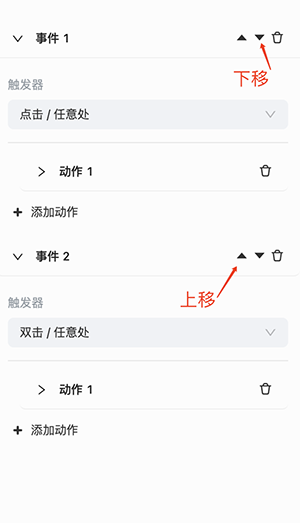 事件 1
下移
触发器
点击 / 任意处
动作 1
添加动作
事件 2
上移
触发器
双击 / 任意处
动作 1
添加动作